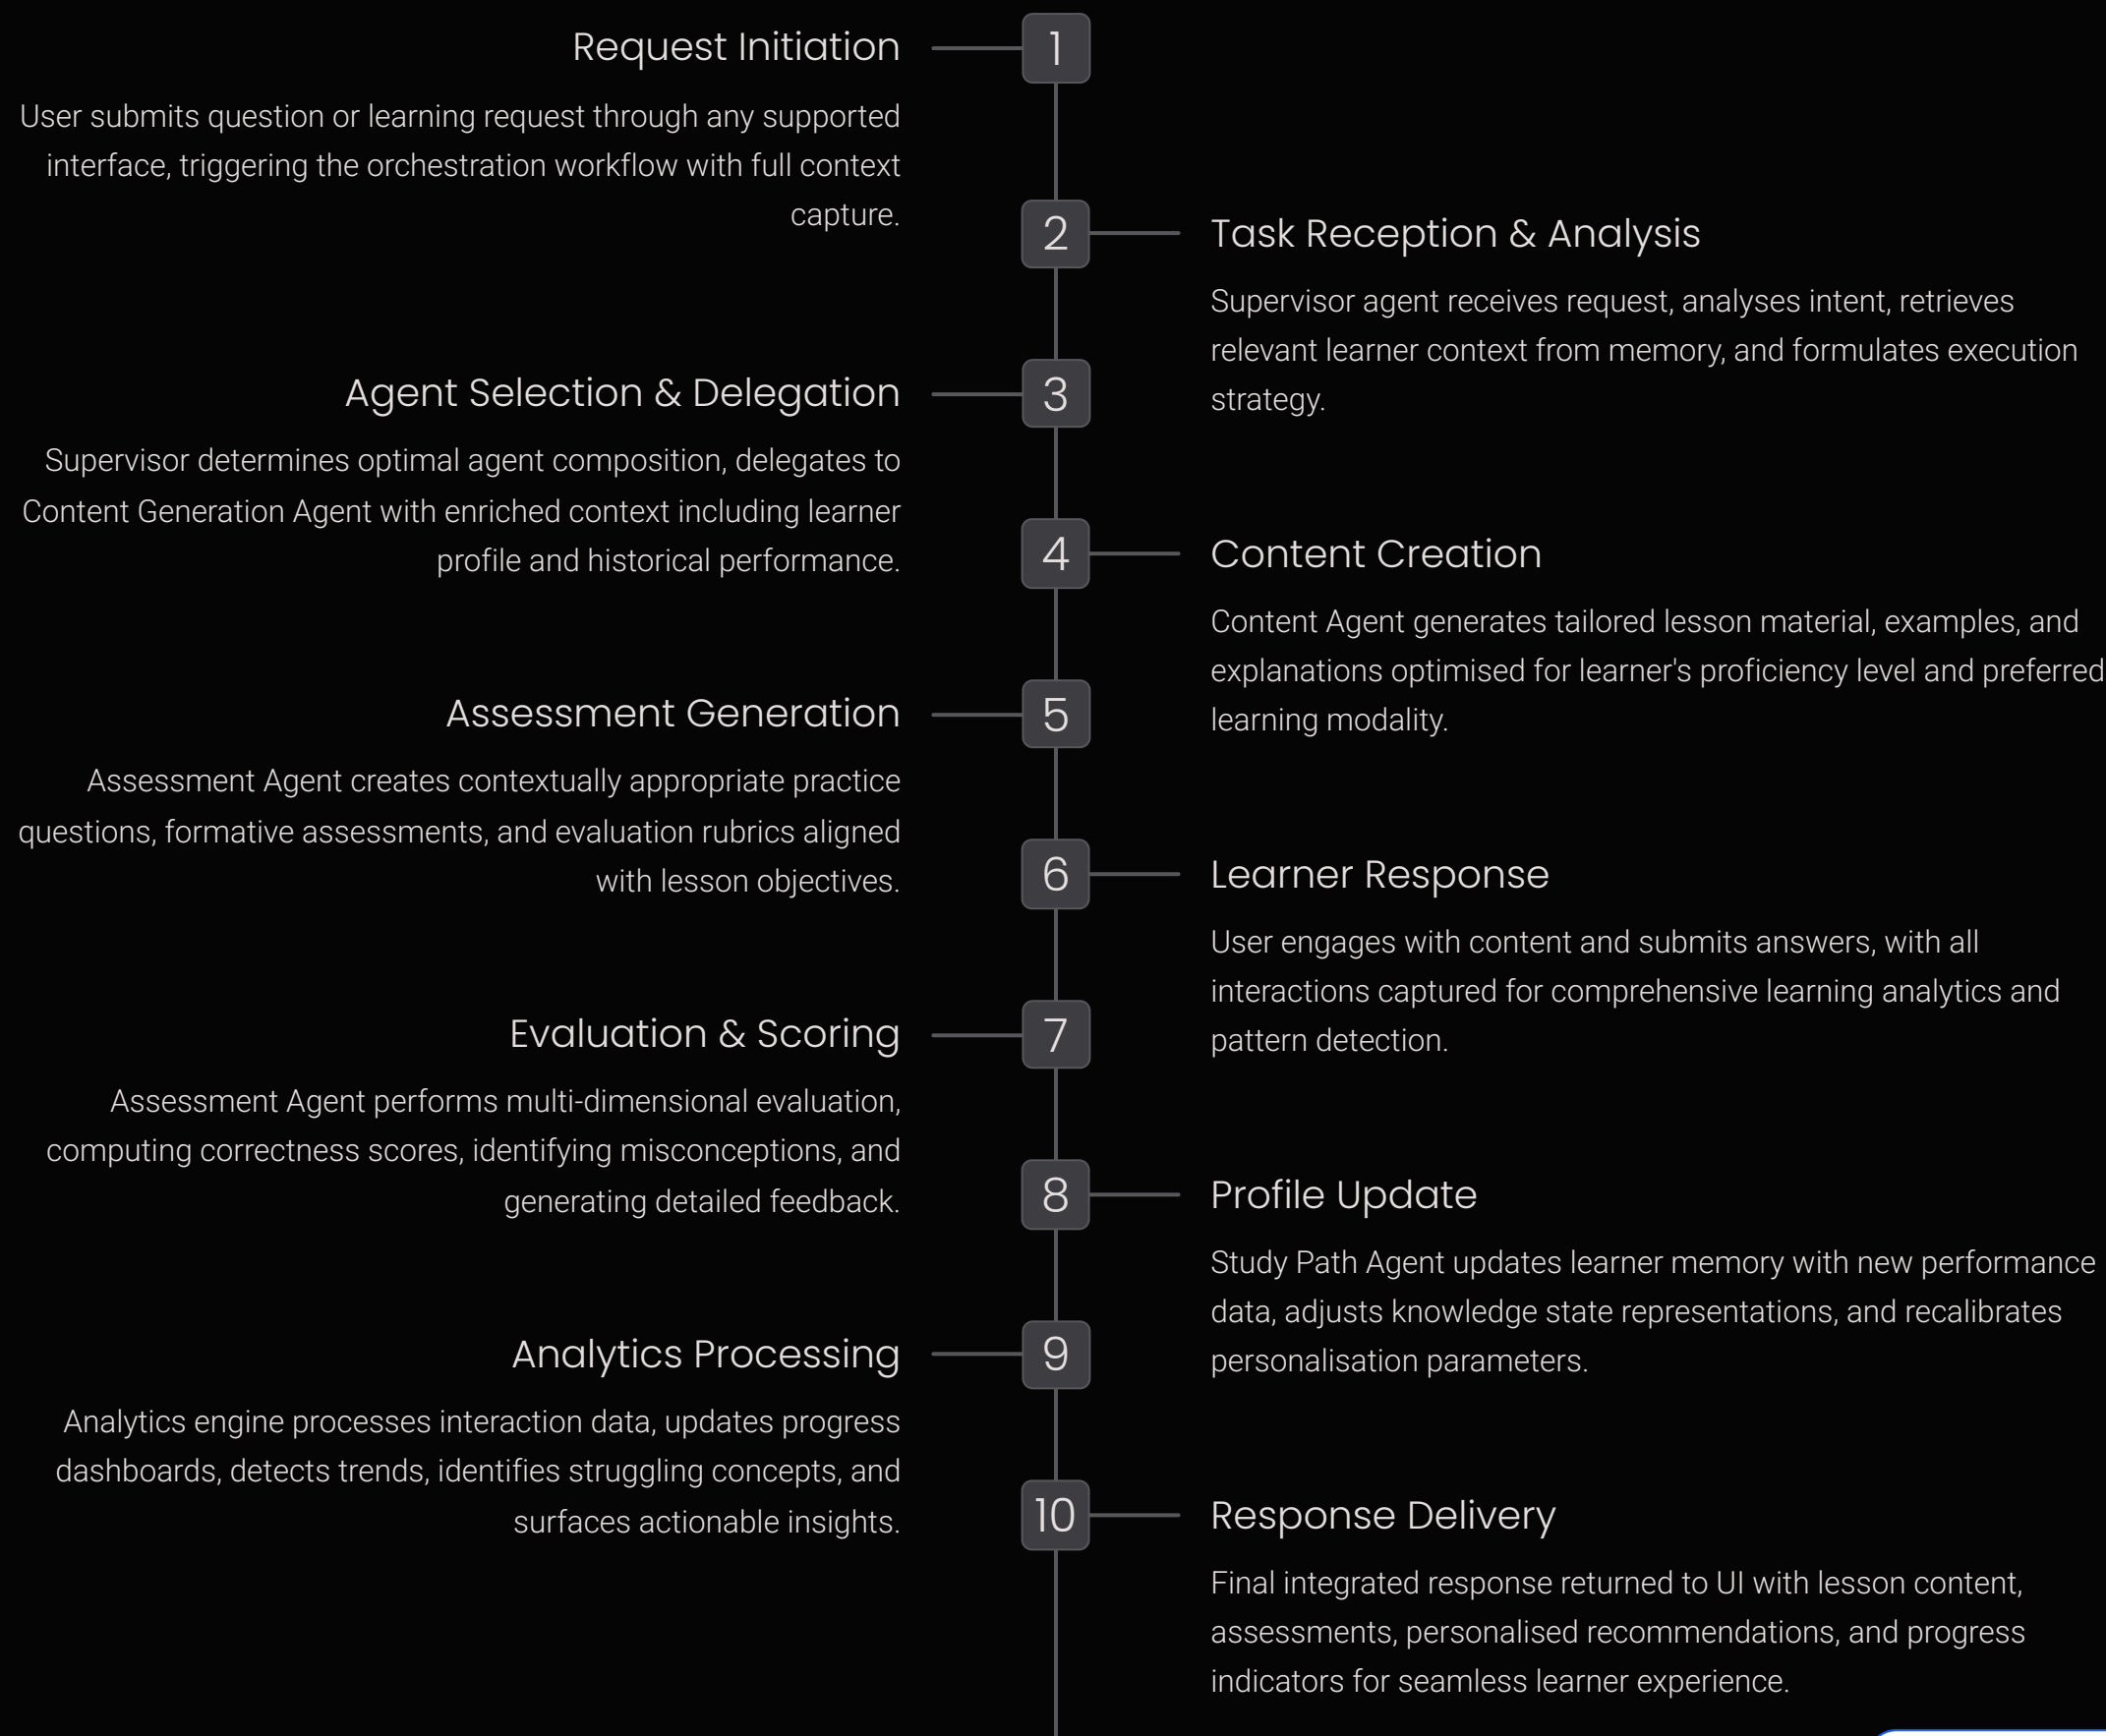 Request Initiation
1
User submits question or learning request through any supported
interface, triggering the orchestration workflow with full context
capture.
2
Task Reception & Analysis
Supervisor agent receives request, analyses intent, retrieves
relevant learner context from memory, and formulates execution
strategy.
Agent Selection & Delegation
3
Supervisor determines optimal agent composition, delegates to
Content Generation Agent with enriched context including learner
profile and historical performance.
4
Content Creation
Content Agent generates tailored lesson material, examples, and
explanations optimised for learner's proficiency level and preferred
learning modality.
Assessment Generation
5
Assessment Agent creates contextually appropriate practice
questions, formative assessments, and evaluation rubrics aligned
with lesson objectives.
6
Learner Response
User engages with content and submits answers, with all
interactions captured for comprehensive learning analytics and
pattern detection.
Evaluation & Scoring
7
Assessment Agent performs multi-dimensional evaluation,
computing correctness scores, identifying misconceptions, and
generating detailed feedback.
8
Profile Update
Study Path Agent updates learner memory with new performance
data, adjusts knowledge state representations, and recalibrates
personalisation parameters.
Analytics Processing
9
Analytics engine processes interaction data, updates progress
dashboards, detects trends, identifies struggling concepts, and
surfaces actionable insights.
10
Response Delivery
Final integrated response returned to UI with lesson content,
assessments, personalised recommendations, and progress
indicators for seamless learner experience.